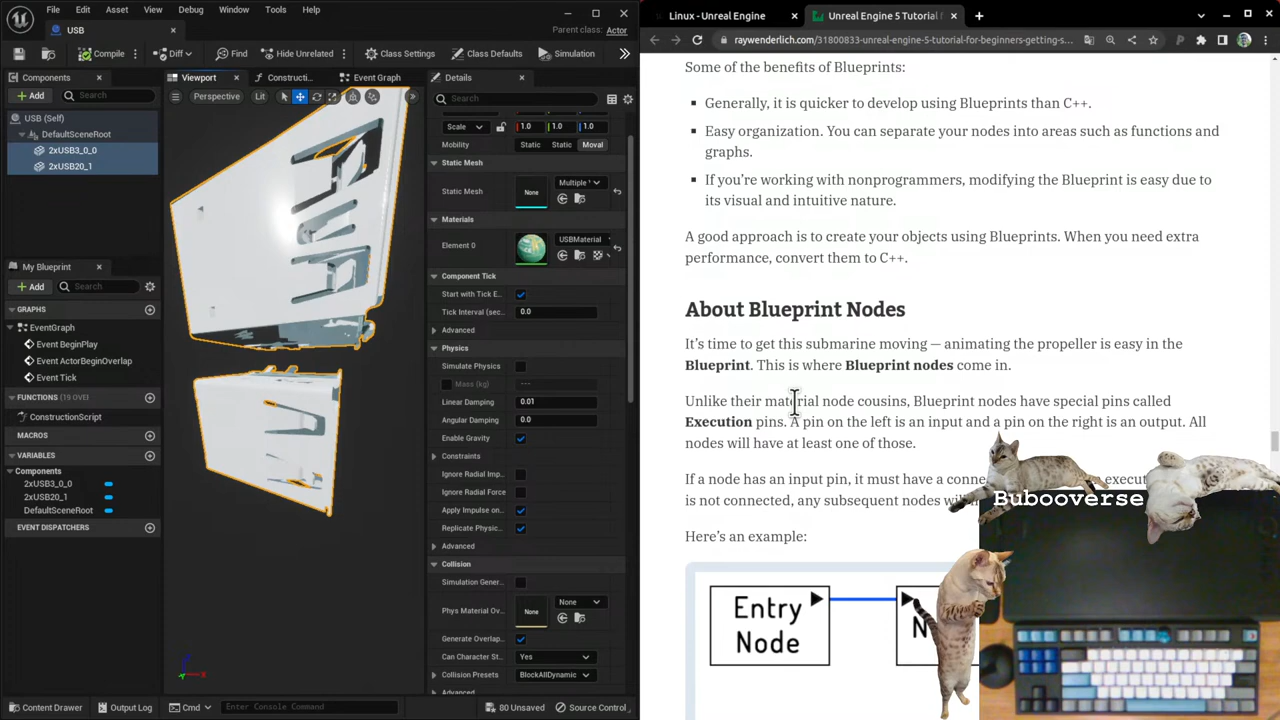 File
Edit
Asset
View
Debug
Window
Tools
Help
USB
Parent class: Actor
Compile
Diff
Find
Hide Unrelated
Class Settings
Class Defaults
Simulation
Components
Add
Search
USB (Self)
DefaultSceneRoot
2xUSB3_0_0
2xUSB20_1
My Blueprint
Add
Search
GRAPHS
EventGraph
Event BeginPlay
Event ActorBeginOverlap
Event Tick
FUNCTIONS (19 OVEI
ConstructionScript
MACROS
VARIABLES
Components
2xUSB3_0_0
2xUSB20_1
DefaultSceneRoot
EVENT DISPATCHERS
Viewport
Constructi...
Event Graph
Perspective
Lit
Details
Search
Scale
1.0
1.0
1.0
Mobility
Static
Static
Moval
Static Mesh
Static Mesh
None
Multiple
Materials
Element 0
USBMaterial
Component Tick
Start with Tick E...
Tick Interval (sec...
0.0
Advanced
Physics
Simulate Physics
Mass (kg)
---
Linear Damping
0.01
Angular Damping
0.0
Enable Gravity
Constraints
Ignore Radial Imp...
Ignore Radial Force
Apply Impulse on...
Replicate Physic...
Advanced
Collision
Simulation Gener...
Phys Material Ov...
None
None
Generate Overlap...
Can Character St...
Yes
Collision Presets
BlockAllDynamic
Content Drawer
Output Log
Cmd
Enter Console Command
80 Unsaved
Source Control
Linux - Unreal Engine
Unreal Engine 5 Tutorial f
raywenderlich.com/31800833-unreal-engine-5-tutorial-for-beginners-getting-s...
Some of the benefits of Blueprints:
Generally, it is quicker to develop using Blueprints than C++.
Easy organization. You can separate your nodes into areas such as functions and
graphs.
If you're working with nonprogrammers, modifying the Blueprint is easy due to
its visual and intuitive nature.
A good approach is to create your objects using Blueprints. When you need extra
performance, convert them to C++.
About Blueprint Nodes
It's time to get this submarine moving — animating the propeller is easy in the
Blueprint. This is where Blueprint nodes come in.
Unlike their material node cousins, Blueprint nodes have special pins called
Execution pins. A pin on the left is an input and a pin on the right is an output. All
nodes will have at least one of those.
If a node has an input pin, it must have a conne
execut
is not connected, any subsequent nodes
Bubooverse
Here's an example:
Entry
Node